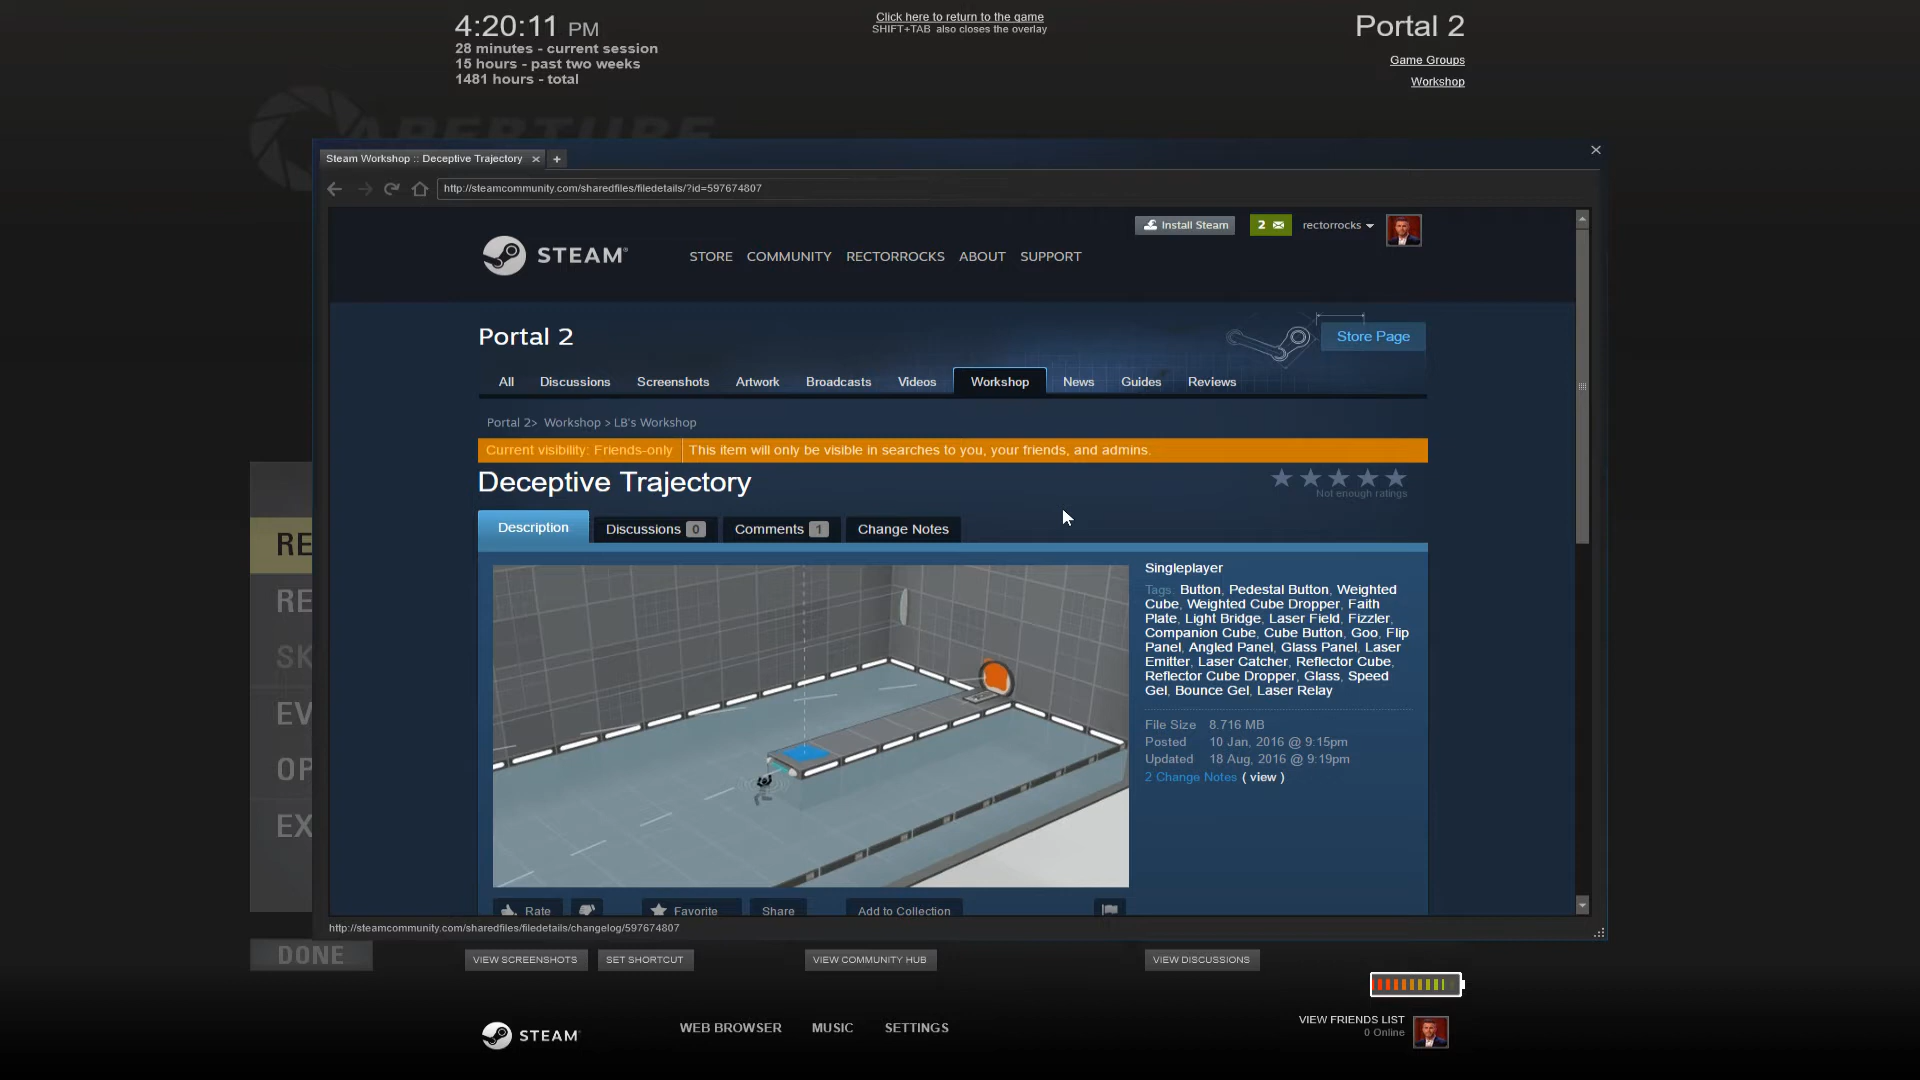 4:20:11 PM
28 minutes - current session
15 hours - past two weeks
1481 hours - total
Click here to return to the game
SHIFT+TAB also closes the overlay
Portal 2
Game Groups
Workshop
APERTURE
Steam Workshop :: Deceptive Trajectory
http://steamcommunity.com/sharedfiles/filedetails/?id=597674807
Install Steam
2
rectorrocks
STEAM
STORE COMMUNITY RECTORROCKS ABOUT SUPPORT
Portal 2
Store Page
All Discussions Screenshots Artwork Broadcasts Videos Workshop News Guides Reviews
Portal 2> Workshop > LB's Workshop
Current visibility: Friends-only This item will only be visible in searches to you, your friends, and admins.
Deceptive Trajectory
Not enough ratings
Description Discussions 0 Comments 1 Change Notes
Singleplayer
Tags: Button, Pedestal Button, Weighted
Cube, Weighted Cube Dropper, Faith
Plate, Light Bridge, Laser Field, Fizzler,
Companion Cube, Cube Button, Goo, Flip
Panel, Angled Panel, Glass Panel, Laser
Emitter, Laser Catcher, Reflector Cube,
Reflector Cube Dropper, Glass, Speed
Gel, Bounce Gel, Laser Relay
File Size 8.716 MB
Posted 10 Jan, 2016 @ 9:15pm
Updated 18 Aug, 2016 @ 9:19pm
2 Change Notes ( view )
Rate Favorite Share Add to Collection
http://steamcommunity.com/sharedfiles/filedetails/changelog/597674807
RE
RE
SK
EV
OP
EX
DONE
VIEW SCREENSHOTS SET SHORTCUT VIEW COMMUNITY HUB VIEW DISCUSSIONS
STEAM
WEB BROWSER MUSIC SETTINGS
VIEW FRIENDS LIST
0 Online